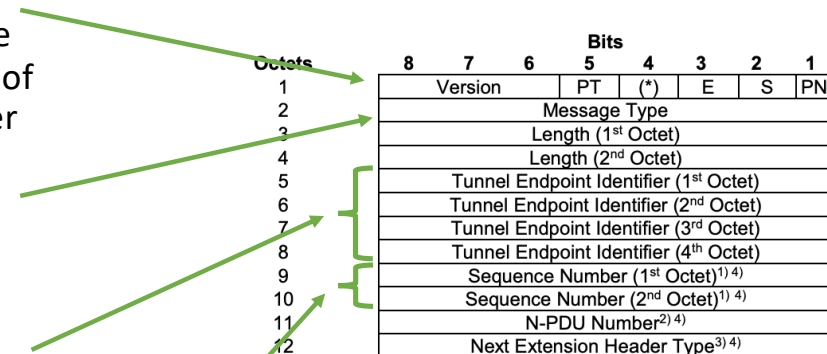 e
of
er
Bits
Octets 8 7 6 5 4 3 2 1
1 Version PT (*) E S PN
2 Message Type
3 Length (1st Octet)
4 Length (2nd Octet)
5 Tunnel Endpoint Identifier (1st Octet)
6 Tunnel Endpoint Identifier (2nd Octet)
7 Tunnel Endpoint Identifier (3rd Octet)
8 Tunnel Endpoint Identifier (4th Octet)
9 Sequence Number (1st Octet)1) 4)
10 Sequence Number (2nd Octet)1) 4)
11 N-PDU Number2) 4)
12 Next Extension Header Type3) 4)